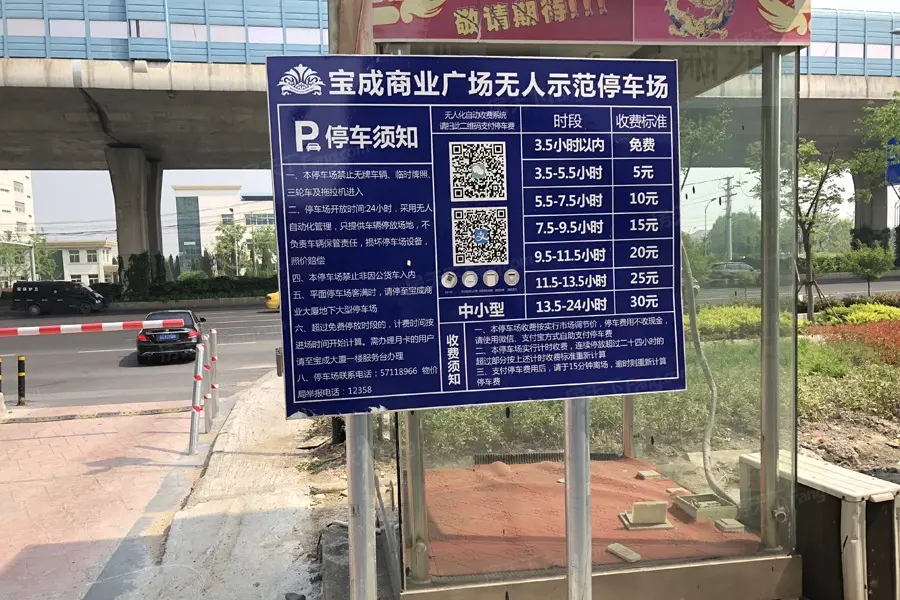 敬请期待!!!
宝成商业广场无人示范停车场
P 停车须知
一、本停车场禁止无牌车辆、临时牌照、
三轮车及拖拉机进入
二、停车场开放时间:24小时，采用无人
自动化管理，只提供车辆停放场地，不
负责车辆保管责任，损坏停车场设备，
照价赔偿
四、本停车场禁止非因公货车入内
五、平面停车场客满时，请停至宝成商
业大厦地下大型停车场
六、超过免费停放时段的，计费时间按
进场时间开始计算。需办理月卡的用户
请至宝成大厦一楼服务台办理
八、停车场联系电话：57118966 物价
局举报电话：12358
无人化自动收费系统
请扫此二维码支付停车费
中小型
时段 收费标准
3.5小时以内 免费
3.5-5.5小时 5元
5.5-7.5小时 10元
7.5-9.5小时 15元
9.5-11.5小时 20元
11.5-13.5小时 25元
13.5-24小时 30元
收费须知
一、本停车场收费按实行市场调节价，停车费用不收现金，
请使用微信、支付宝方式自助支付停车费
二、本停车场实行计时收费，连续停放超过二十四小时的
超过部分按上述计时收费标准重新计算
三、支付停车费用后，请于15分钟离场，逾时则重新计算
停车费